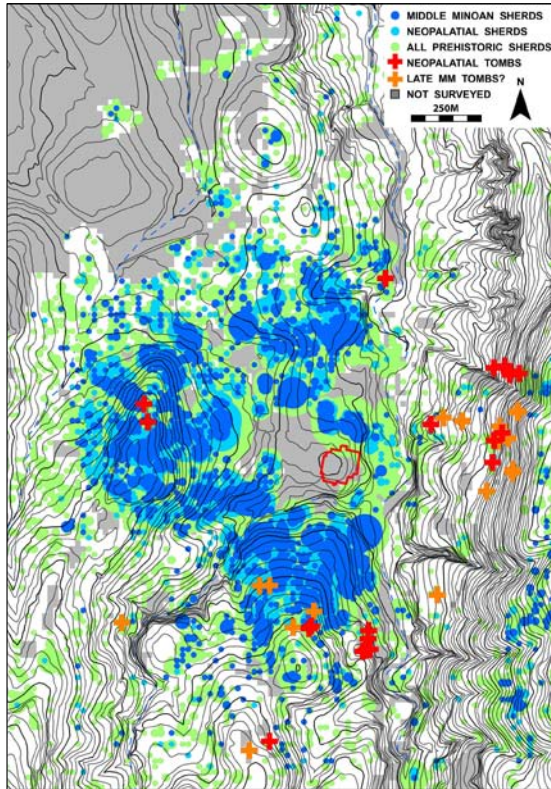 MIDDLE MINOAN SHERDS
NEOPALATIAL SHERDS
ALL PREHISTORIC SHERDS
NEOPALATIAL TOMBS
LATE MM TOMBS?
NOT SURVEYED
N
250M